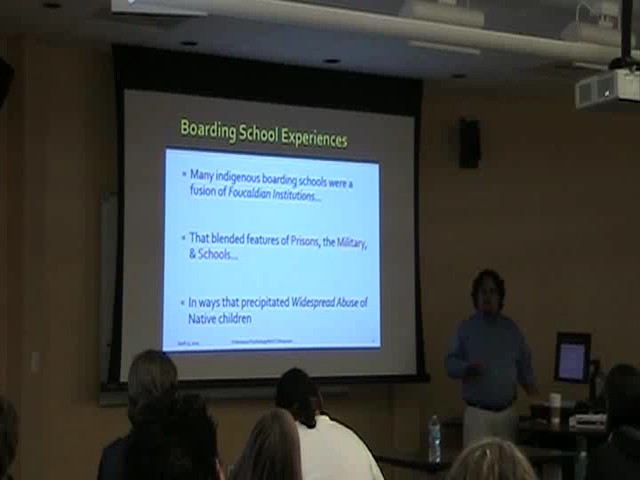 Boarding School Experiences
▪ Many indigenous boarding schools were a
fusion of Foucaldian Institutions...
▪ That blended features of Prisons, the Military,
& Schools...
▪ In ways that precipitated Widespread Abuse of
Native children